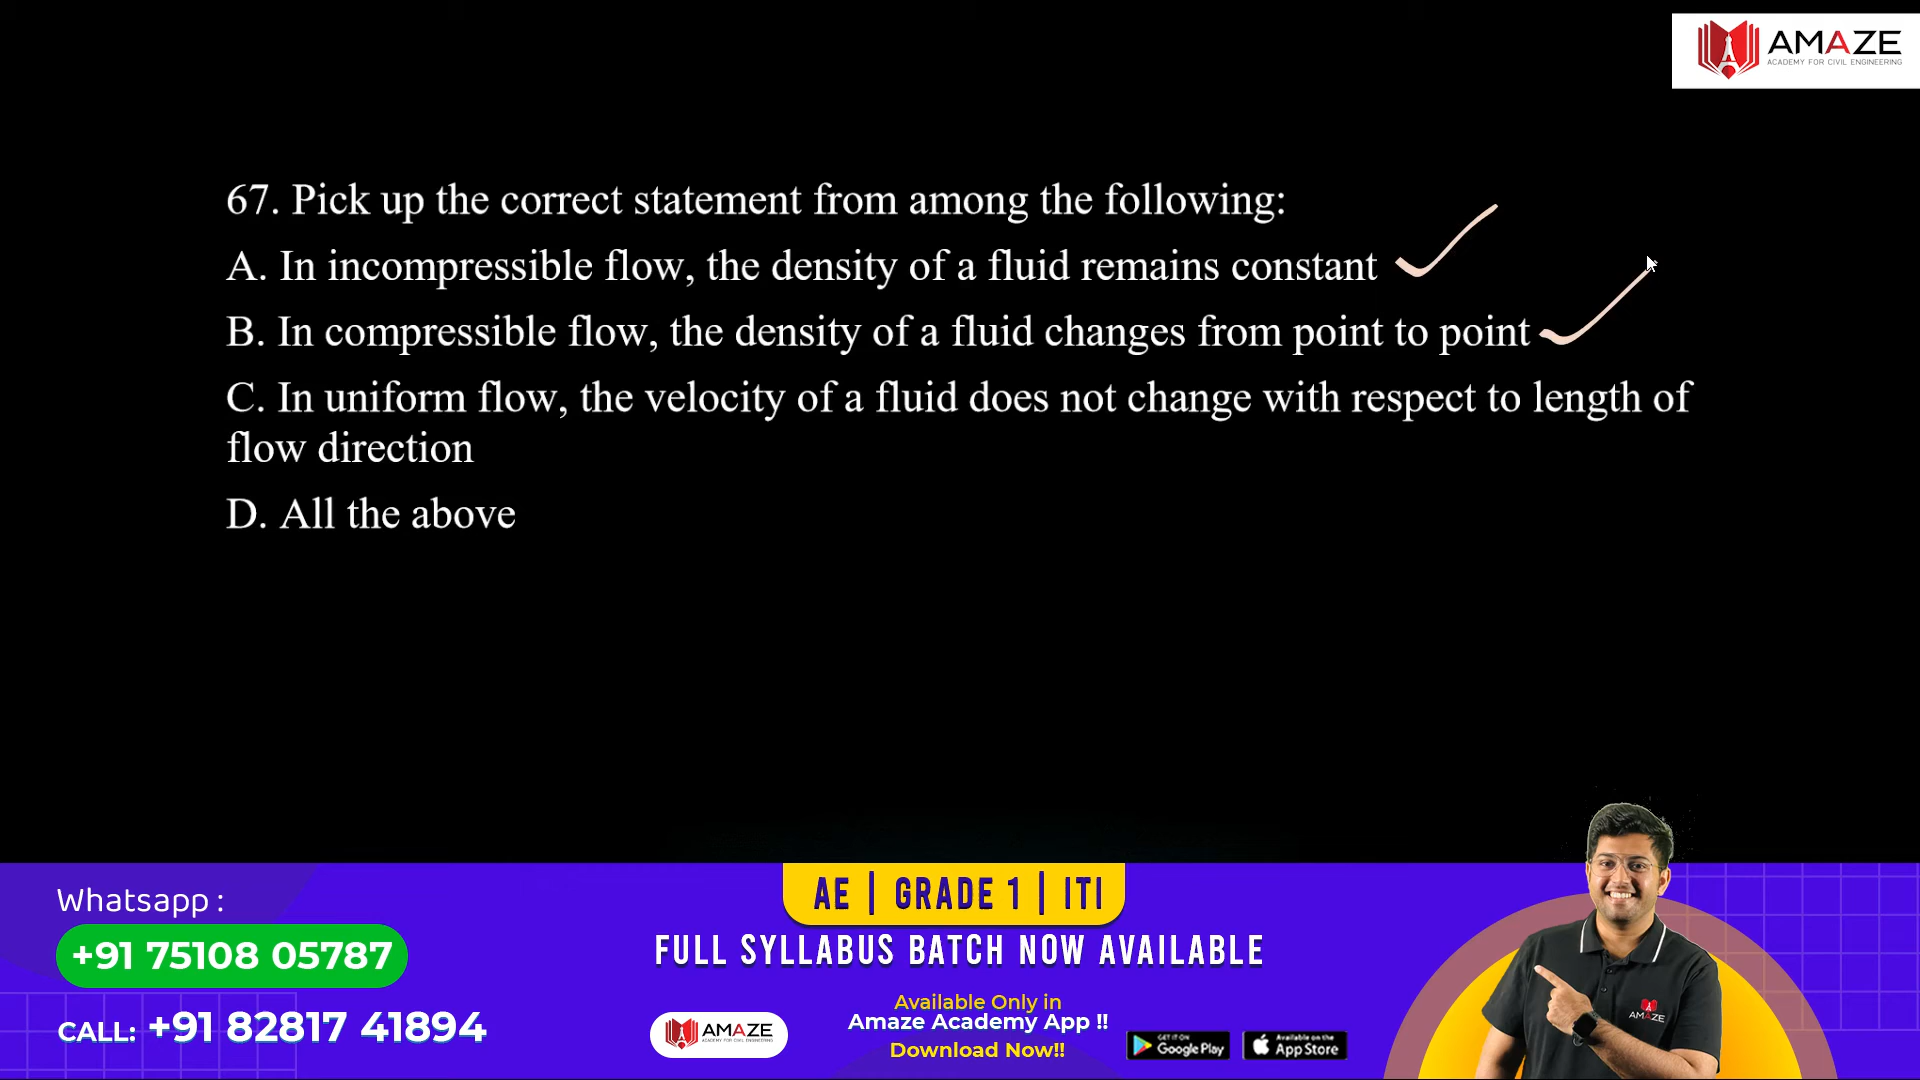 AMAZE
ACADEMY FOR CIVIL ENGINEERING
67. Pick up the correct statement from among the following:
A. In incompressible flow, the density of a fluid remains constant
B. In compressible flow, the density of a fluid changes from point to point
C. In uniform flow, the velocity of a fluid does not change with respect to length of
flow direction
D. All the above
Whatsapp :
+91 75108 05787
CALL: +91 82817 41894
AE | GRADE 1 | ITI
FULL SYLLABUS BATCH NOW AVAILABLE
AMAZE
ACADEMY FOR CIVIL ENGINEERING
Available Only in
Amaze Academy App !!
Download Now!!
GET IT ON
Google Play
Available on the
App Store
AMAZE